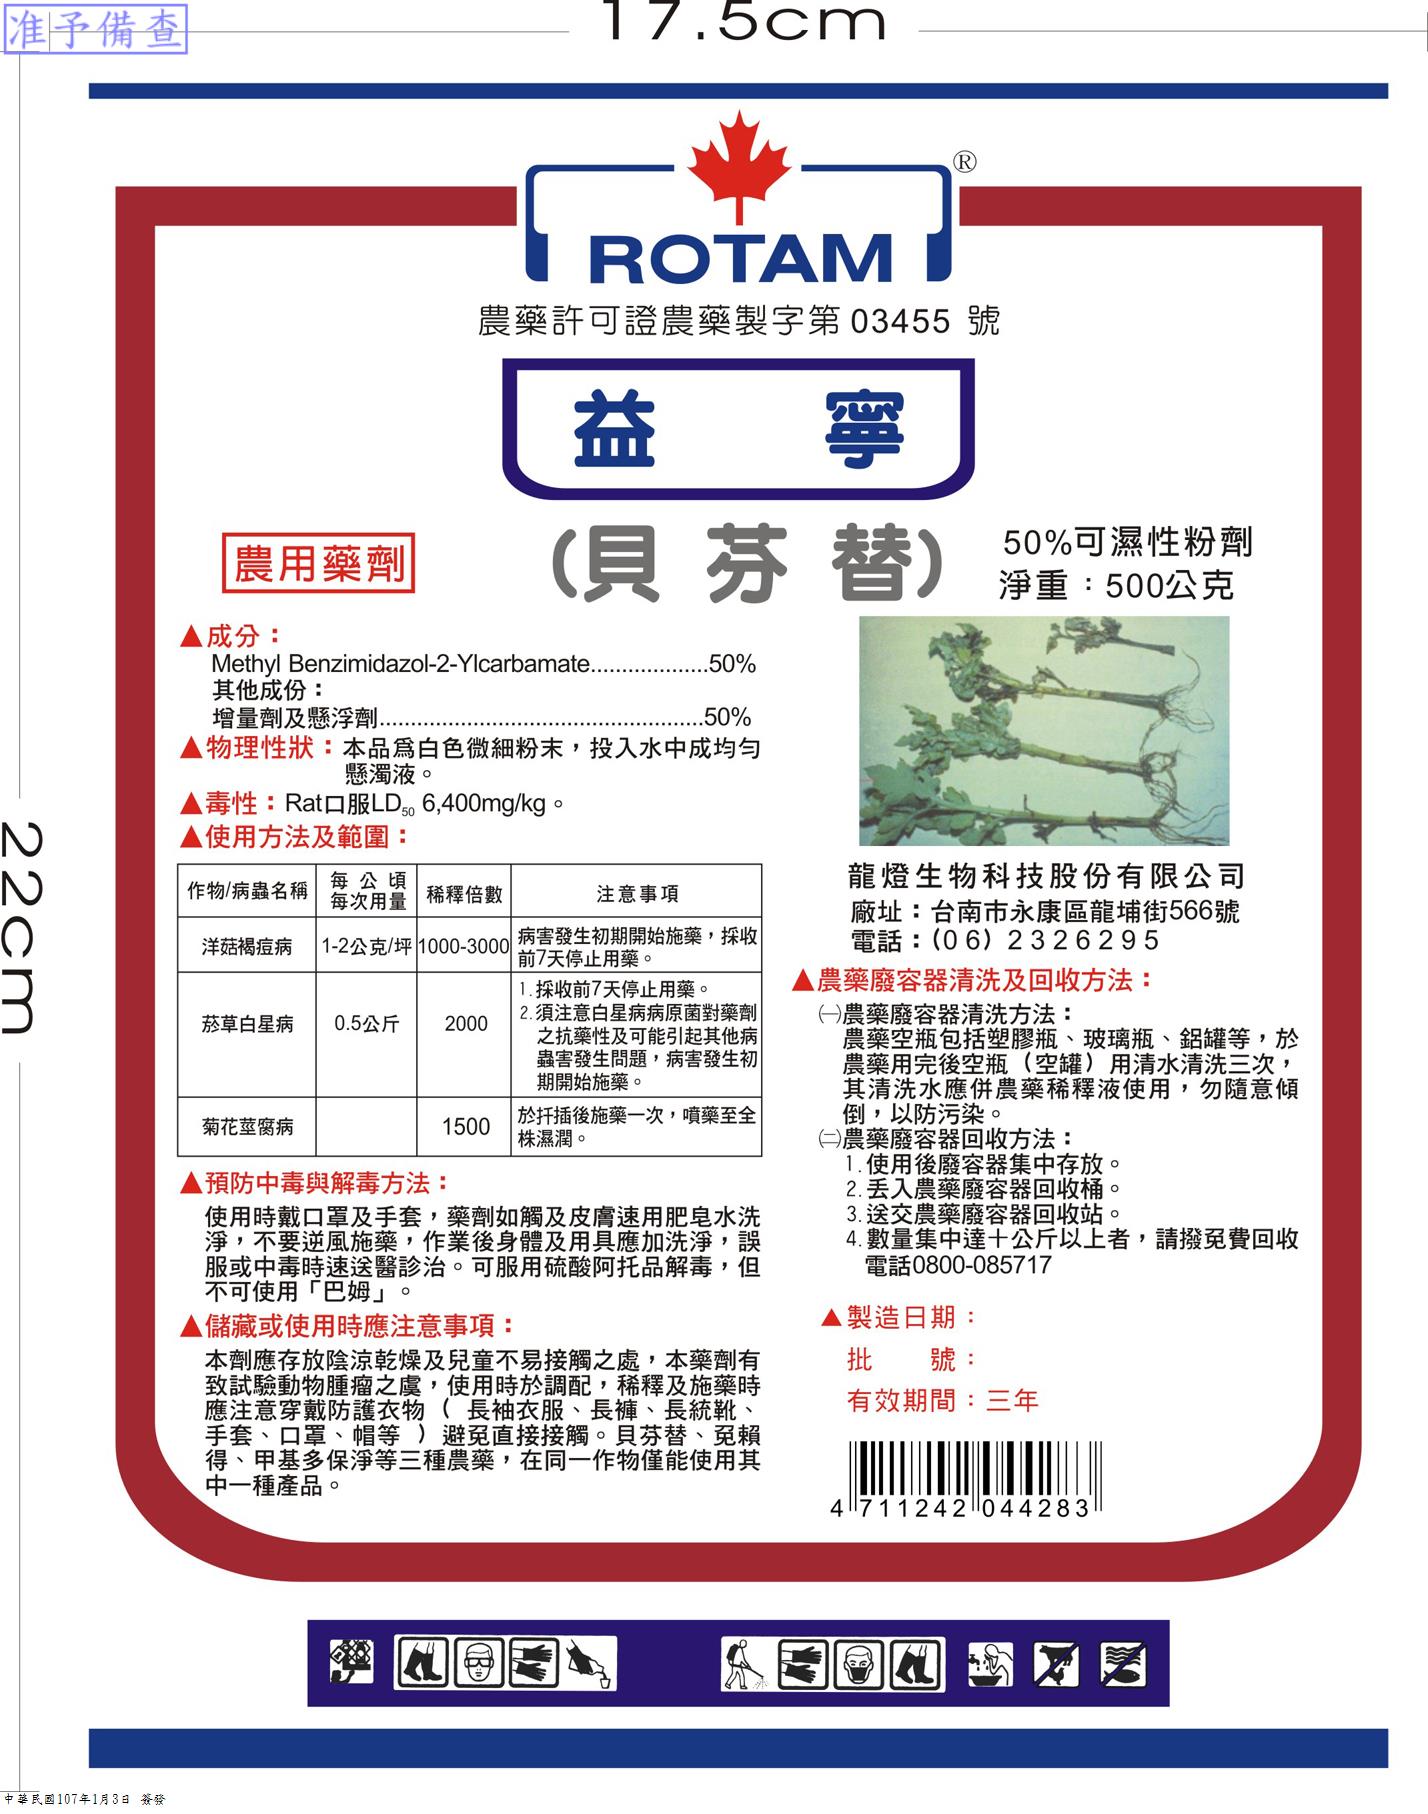 准予備查
17.5cm
22cm
®
ROTAM
農藥許可證農藥製字第 03455 號
益 寧
(貝 芬 替)
農用藥劑
50%可濕性粉劑
淨重：500公克
▲成分：
Methyl Benzimidazol-2-Ylcarbamate...................50%
其他成份：
增量劑及懸浮劑....................................................50%
▲物理性狀：本品爲白色微細粉末，投入水中成均勻
懸濁液。
▲毒性：Rat口服LD50 6,400mg/kg。
▲使用方法及範圍：
作物/病蟲名稱 每公頃每次用量 稀釋倍數 注意事項
洋菇褐痘病 1-2公克/坪 1000-3000 病害發生初期開始施藥，採收
前7天停止用藥。
菸草白星病 0.5公斤 2000 1.採收前7天停止用藥。
2.須注意白星病病原菌對藥劑
之抗藥性及可能引起其他病
蟲害發生問題，病害發生初
期開始施藥。
菊花莖腐病 1500 於扦插後施藥一次，噴藥至全
株濕潤。
▲預防中毒與解毒方法：
使用時戴口罩及手套，藥劑如觸及皮膚速用肥皂水洗
淨，不要逆風施藥，作業後身體及用具應加洗淨，誤
服或中毒時速送醫診治。可服用硫酸阿托品解毒，但
不可使用「巴姆」。
▲儲藏或使用時應注意事項：
本劑應存放陰涼乾燥及兒童不易接觸之處，本藥劑有
致試驗動物腫瘤之虞，使用時於調配，稀釋及施藥時
應注意穿戴防護衣物（長袖衣服、長褲、長統靴、
手套、口罩、帽等）避免直接接觸。貝芬替、免賴
得、甲基多保淨等三種農藥，在同一作物僅能使用其
中一種產品。
龍燈生物科技股份有限公司
廠址：台南市永康區龍埔街566號
電話：(06) 2326295
▲農藥廢容器清洗及回收方法：
㈠農藥廢容器清洗方法：
農藥空瓶包括塑膠瓶、玻璃瓶、鋁罐等，於
農藥用完後空瓶（空罐）用清水清洗三次，
其清洗水應併農藥稀釋液使用，勿隨意傾
倒，以防污染。
㈡農藥廢容器回收方法：
1.使用後廢容器集中存放。
2.丟入農藥廢容器回收桶。
3.送交農藥廢容器回收站。
4.數量集中達十公斤以上者，請撥免費回收
電話0800-085717
▲製造日期：
批 號：
有效期間：三年
4 711242 044283
中華民國107年1月3日 簽發